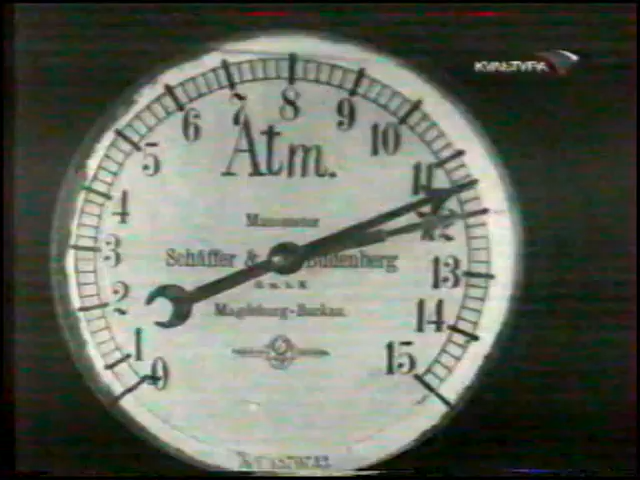 КУЛЬТУРА
8
7
9
6
10
5
Atm.
11
4
12
Manometer
3
Schäffer & Budenberg
13
G. m. b. H.
2
Magdeburg-Buckau.
14
1
15
0